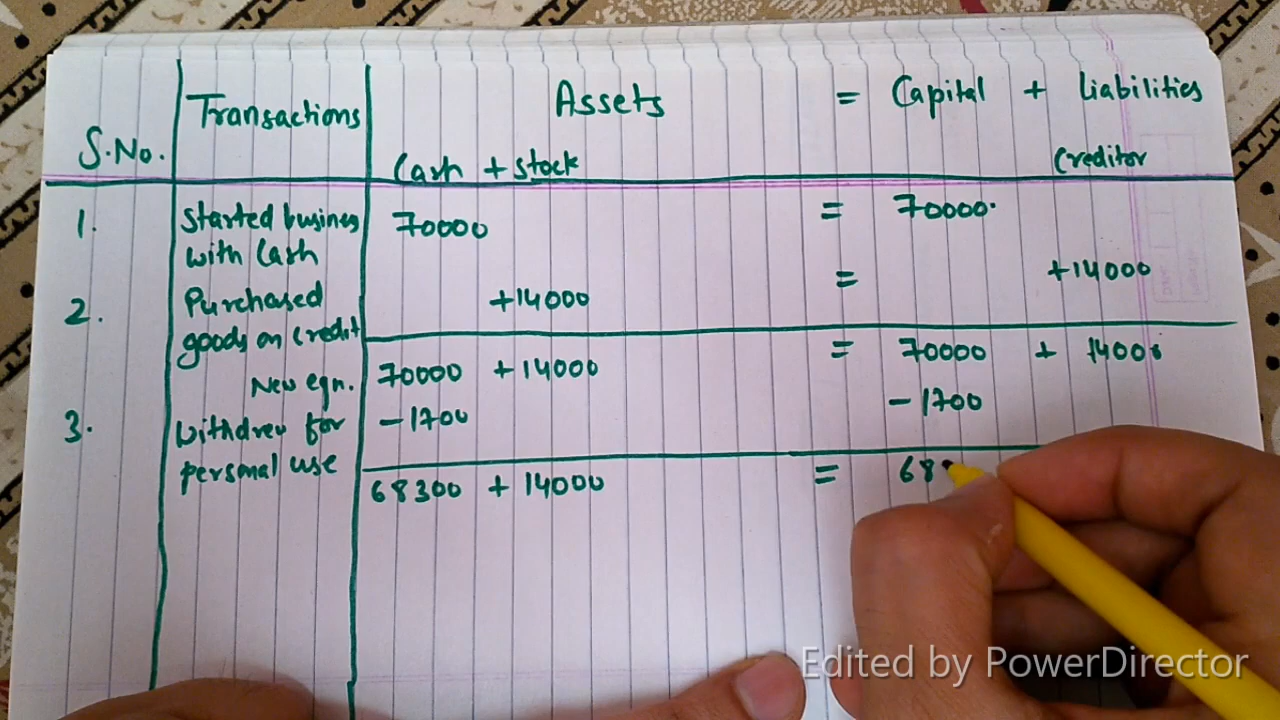 Transactions Assets = Capital + Liabilities
S.No. Cash + Stock Creditor
1. Started busines 70000 = 70000.
with Cash
2. Purchased +14000 = +14000
goods on Credit
New eqn. 70000 +14000 = 70000 + 14000
3. Withdrew for -1700 -1700
personal use
68300 + 14000 = 68
Edited by PowerDirector